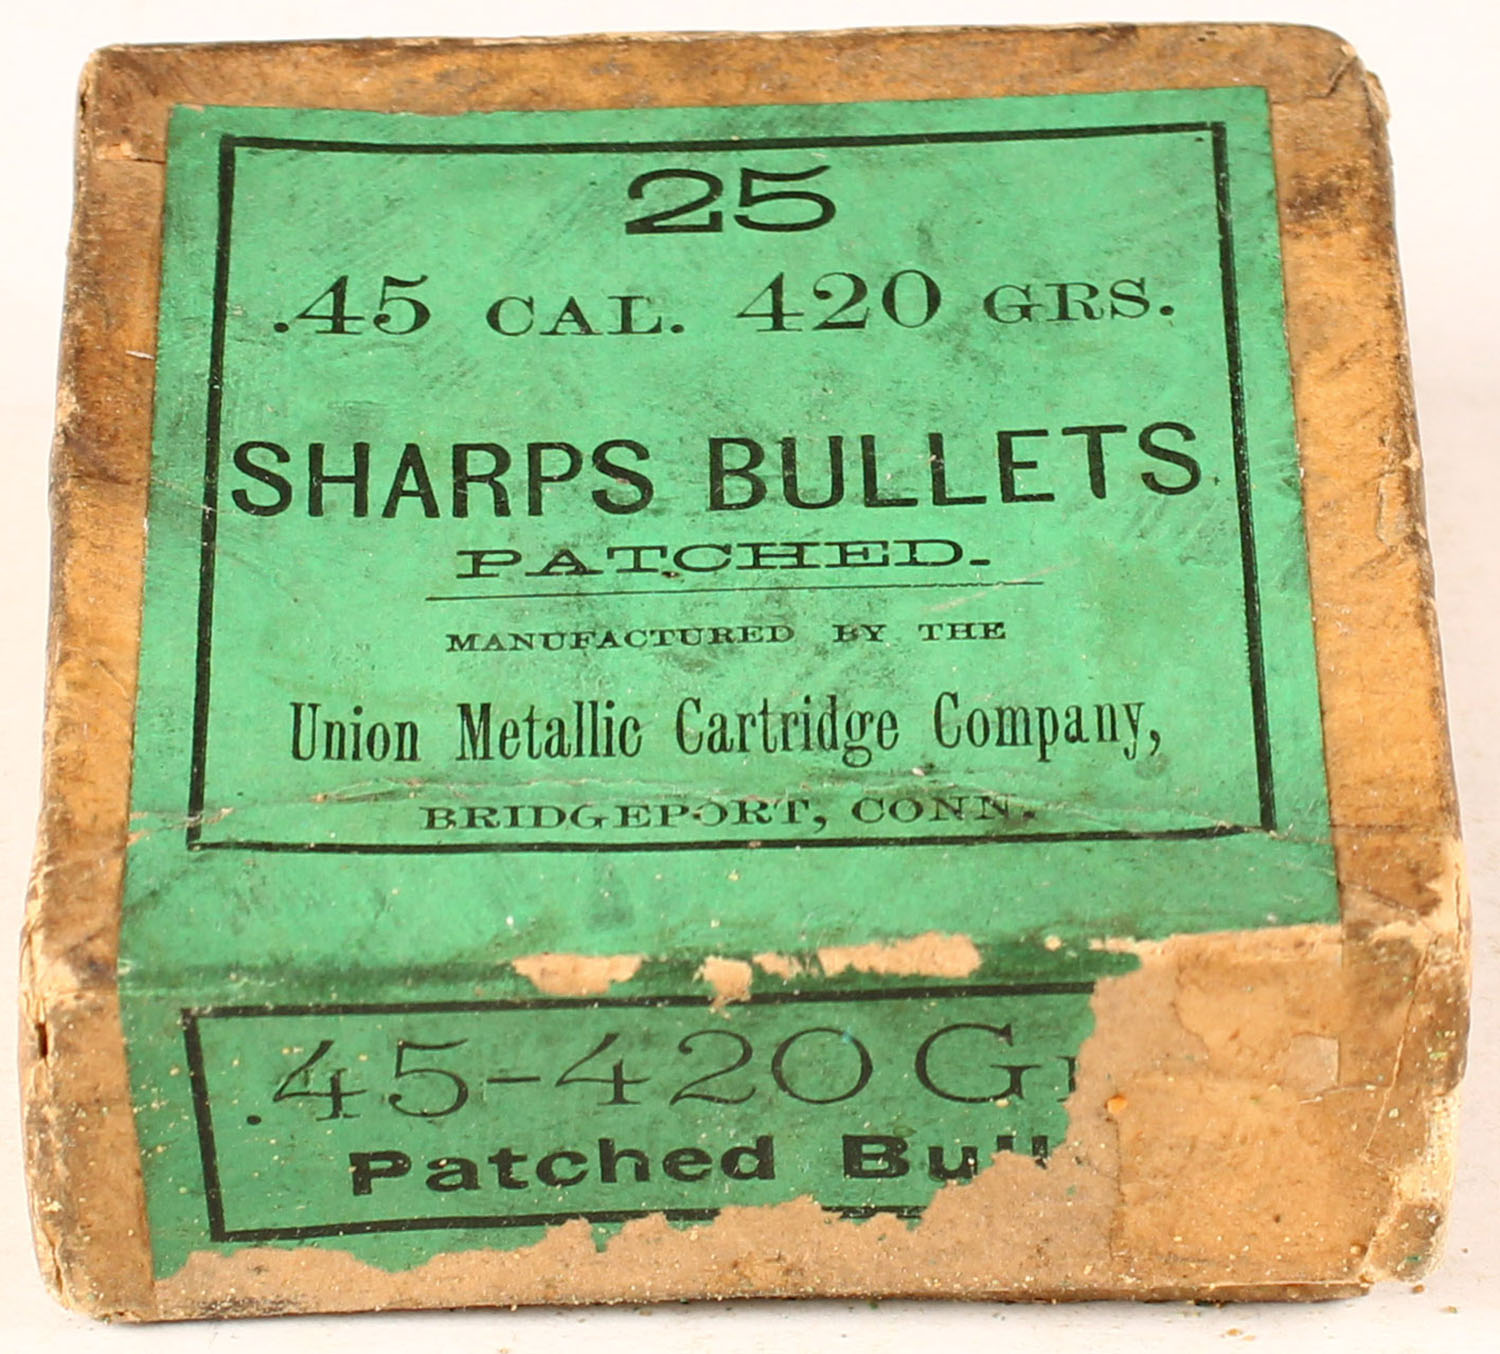 25
.45 CAL. 420 GRS.
SHARPS BULLETS
PATCHED.
MANUFACTURED BY THE
Union Metallic Cartridge Company,
BRIDGEPORT, CONN.
.45-420 G
Patched Bull